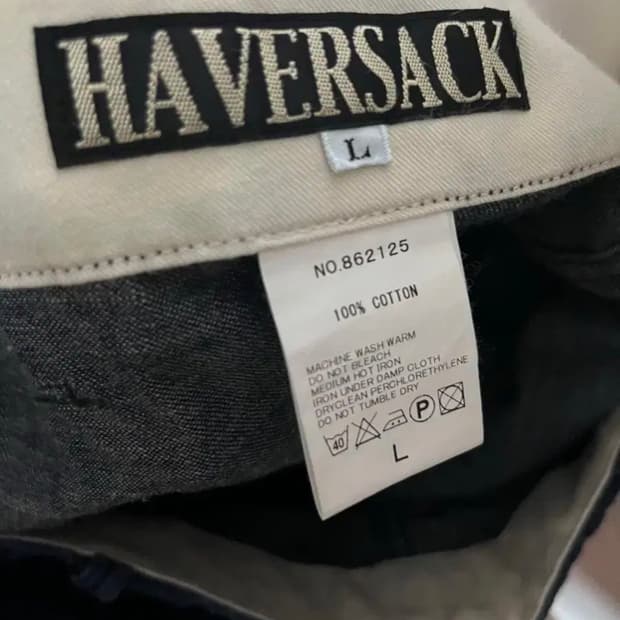 HAVERSACK
L
NO.862125
100% COTTON
MACHINE WASH WARM
DO NOT BLEACH
MEDIUM HOT IRON
IRON UNDER DAMP CLOTH
DRYCLEAN PERCHLORETHYLENE
DO NOT TUMBLE DRY
40 P
L